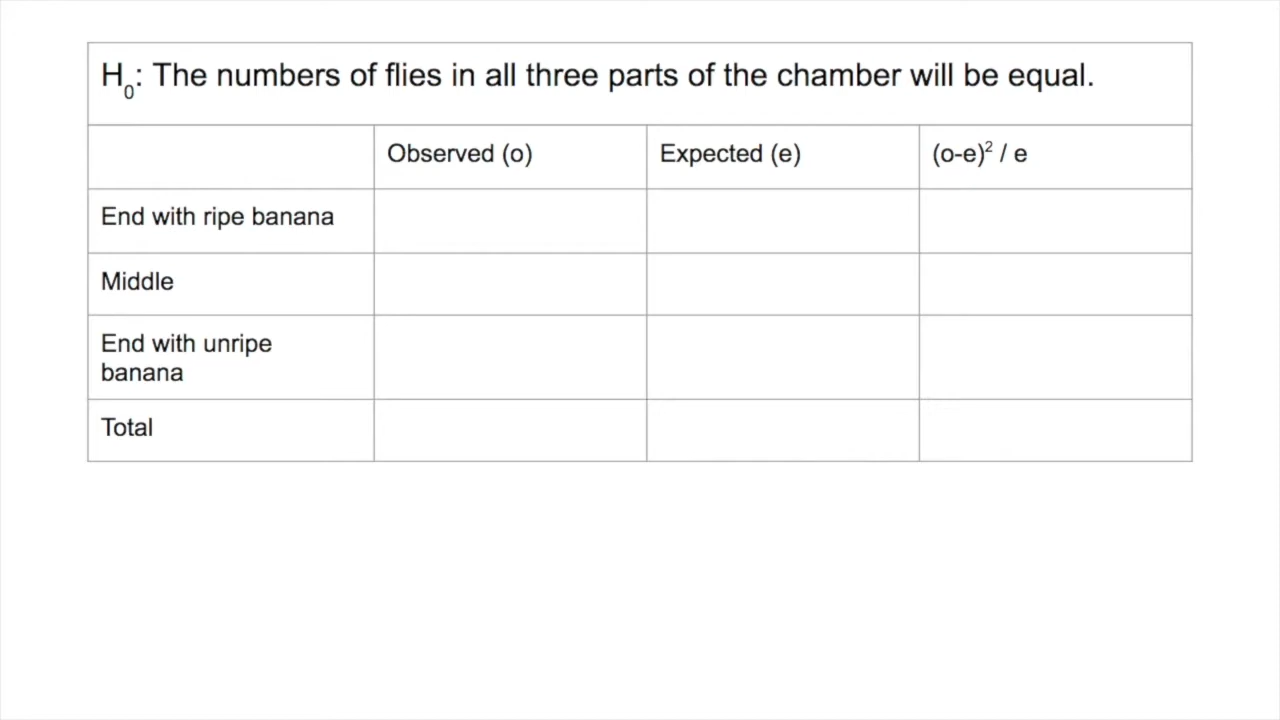 H₀: The numbers of flies in all three parts of the chamber will be equal.
Observed (o) Expected (e) (o-e)² / e
End with ripe banana
Middle
End with unripe
banana
Total